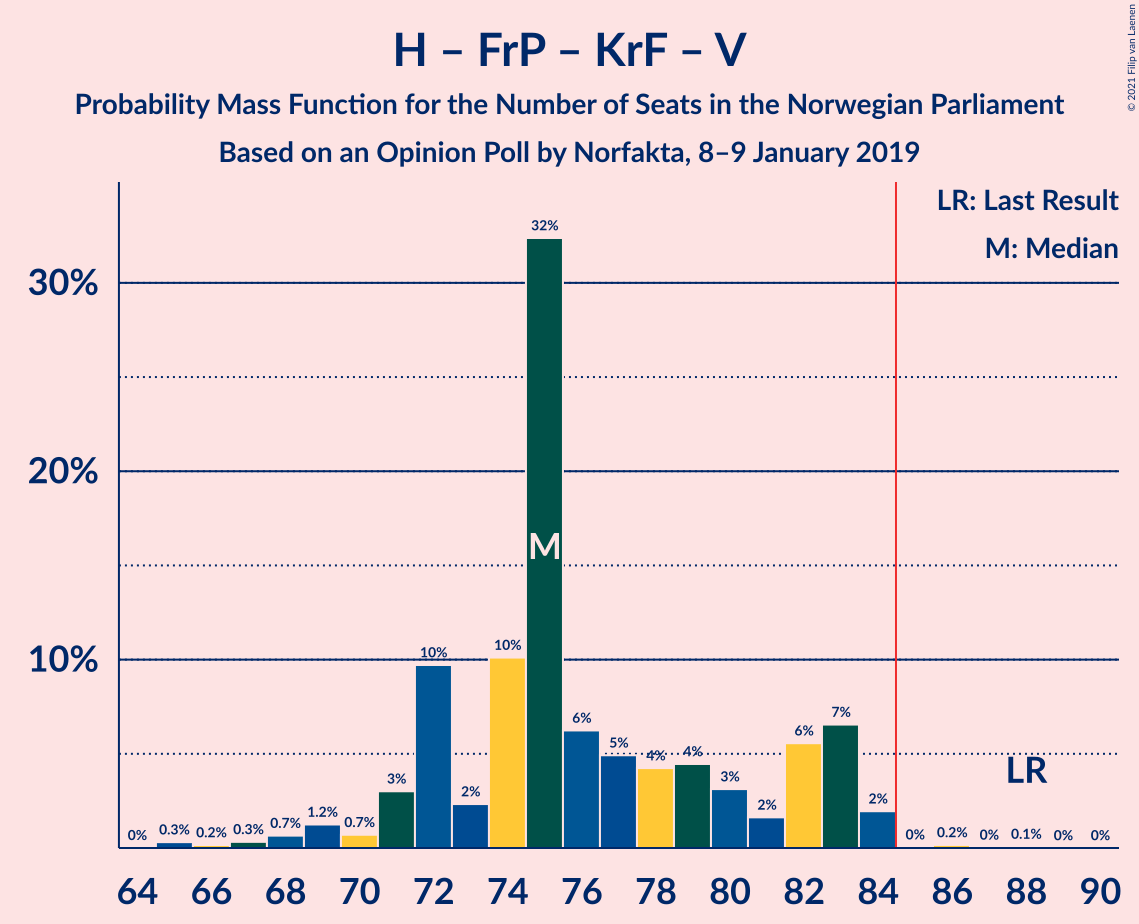 H – FrP – KrF – V
Probability Mass Function for the Number of Seats in the Norwegian Parliament
Based on an Opinion Poll by Norfakta, 8–9 January 2019
© 2021 Filip van Laenen
LR: Last Result
M: Median
30%
20%
10%
0% 0.3% 0.2% 0.3% 0.7% 1.2% 0.7% 3% 10% 2% 10% 32% 6% 5% 4% 4% 3% 2% 6% 7% 2% 0% 0.2% 0% 0.1% 0% 0%
M
LR
64 66 68 70 72 74 76 78 80 82 84 86 88 90